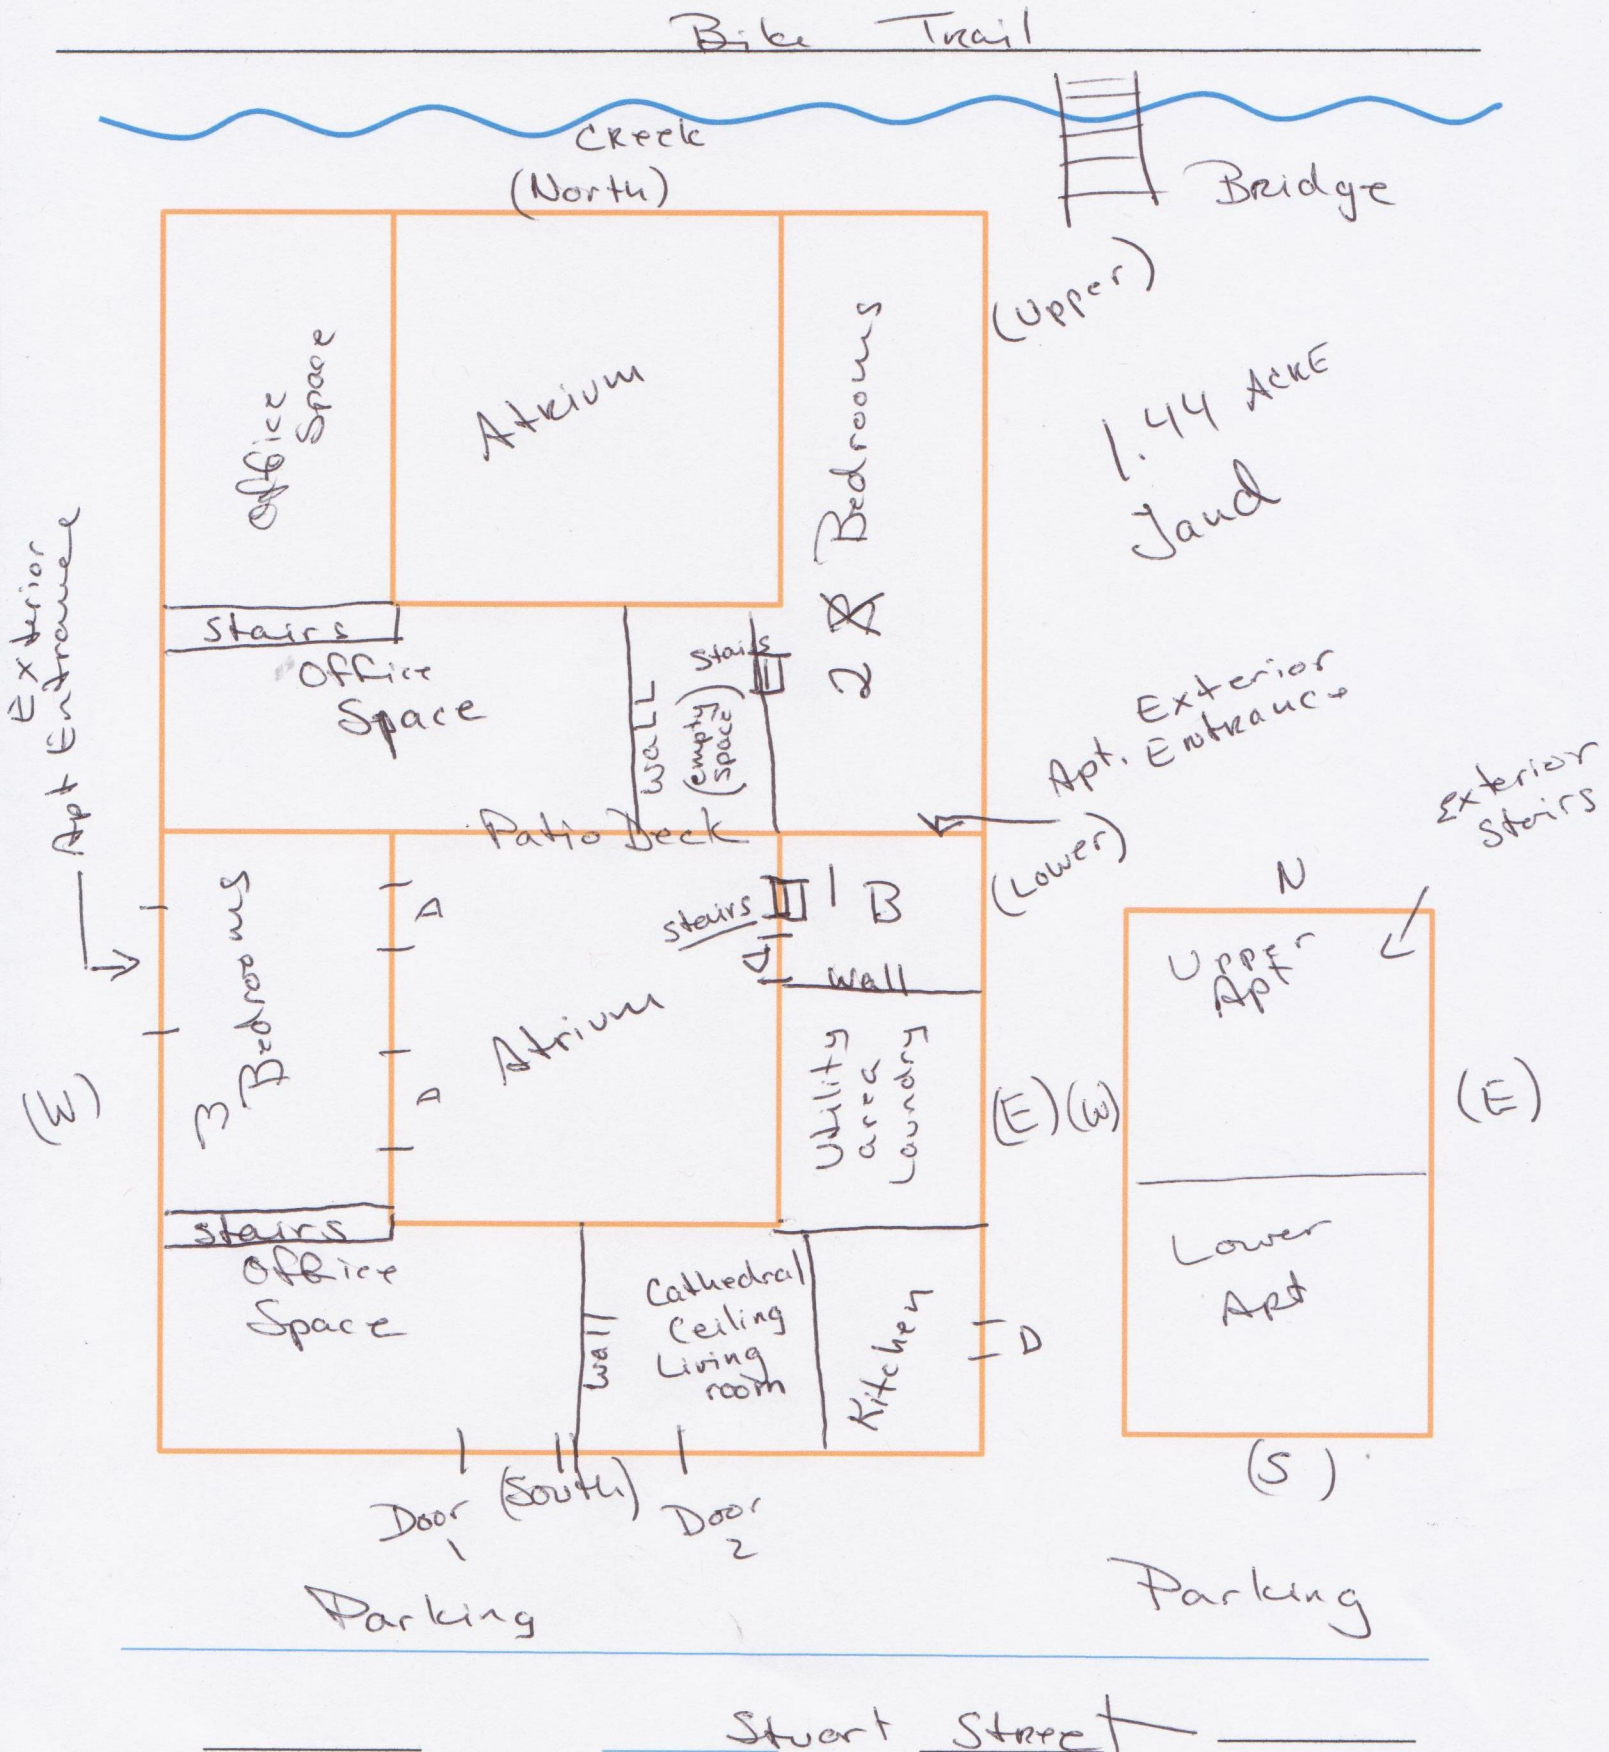 Bike Trail
Creek
(North)
Bridge
(Upper)
1.44 Acre
Land
Office
Space
Atrium
2 Bedrooms
Stairs
Office
Space
Wall
Stairs
(empty
space)
Exterior
Apt Entrance
Apt. Exterior
Entrance
Exterior
Stairs
Patio Deck
(Lower)
3 Bedrooms
D
D
Atrium
Stairs
D
1 B
Wall
Utility
area
Laundry
(W)
(E)
(W)
N
Upper
Apt
(E)
Lower
Apt
(S)
Stairs
Office
Space
Wall
Cathedral
Ceiling
Living
room
Kitchen
D
Door
1
(South)
Door
2
Parking
Parking
Stuart Street